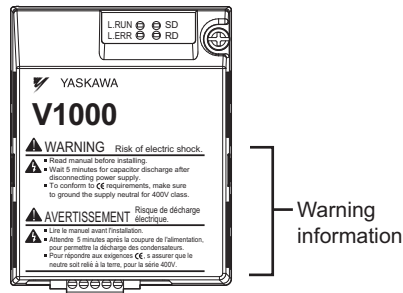 L.RUN SD
L.ERR RD
YASKAWA
V1000
WARNING Risk of electric shock.
Read manual before installing.
Wait 5 minutes for capacitor discharge after
disconnecting power supply.
To conform to CE requirements, make sure
to ground the supply neutral for 400V class.
AVERTISSEMENT Risque de décharge
électrique.
Lire le manual avant l'installation.
Attendre 5 minutes après la coupure de l'alimentation,
pour permettre la décharge des condensateurs.
Pour répondre aux exigences CE, s assurer que le
neutre soit relié à la terre, pour la série 400V.
Warning
information